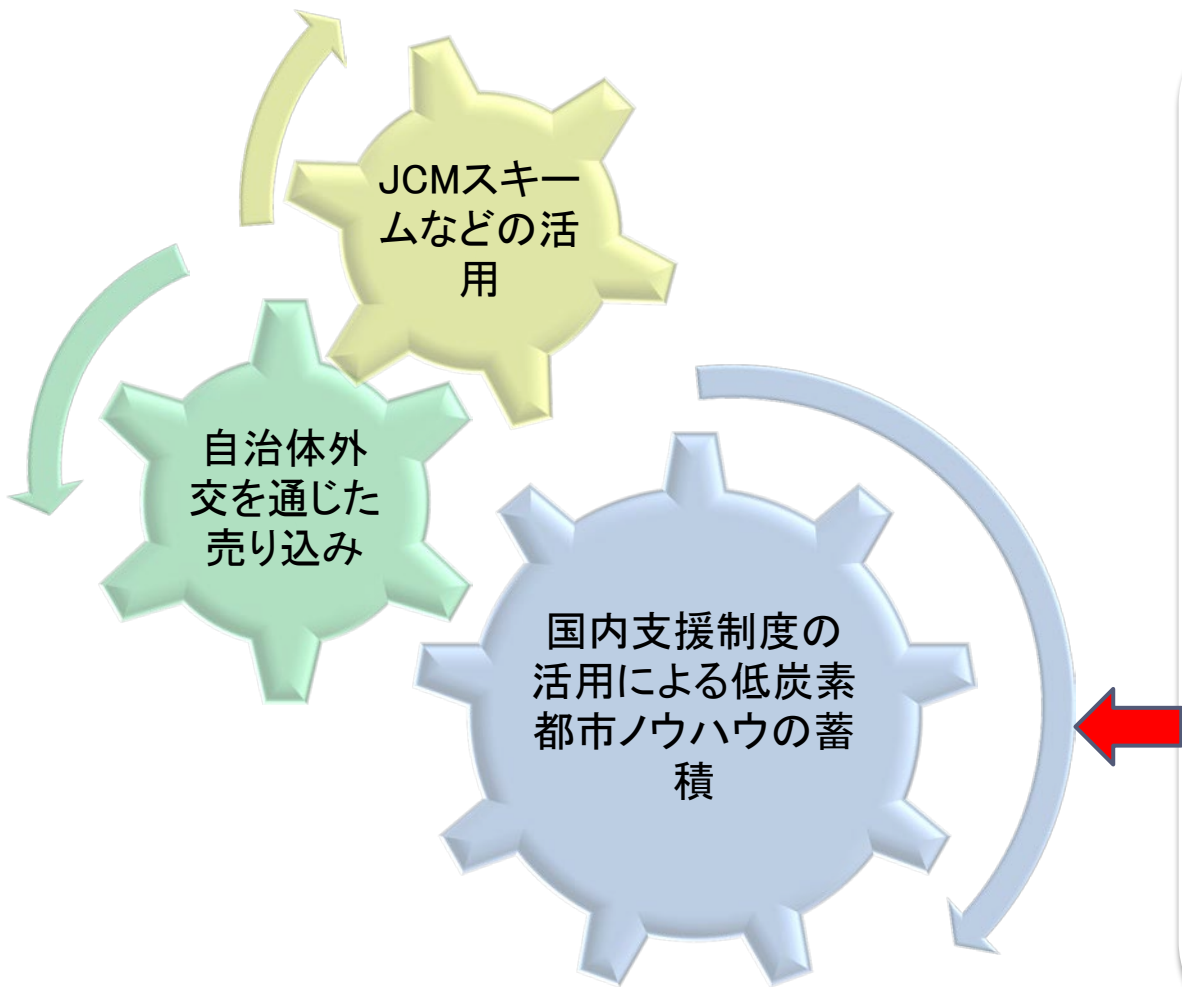 JCMスキー
ムなどの活
用
自治体外
交を通じた
売り込み
国内支援制度の
活用による低炭素
都市ノウハウの蓄
積